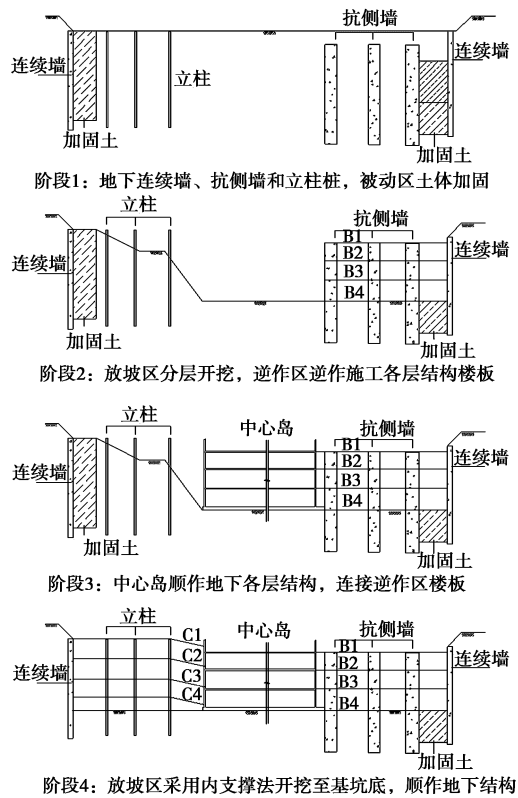 抗侧墙
连续墙
立柱
连续墙
加固土
加固土
阶段1：地下连续墙、抗侧墙和立柱桩，被动区土体加固
立柱
抗侧墙
连续墙
B1
连续墙
B2
B3
B4
加固土
加固土
阶段2：放坡区分层开挖，逆作区逆作施工各层结构楼板
立柱
中心岛
抗侧墙
连续墙
B1
连续墙
B2
B3
B4
加固土
加固土
阶段3：中心岛顺作地下各层结构，连接逆作区楼板
立柱
中心岛
抗侧墙
连续墙
C1
B1
连续墙
C2
B2
C3
B3
C4
B4
加固土
阶段4：放坡区采用内支撑法开挖至基坑底，顺作地下结构